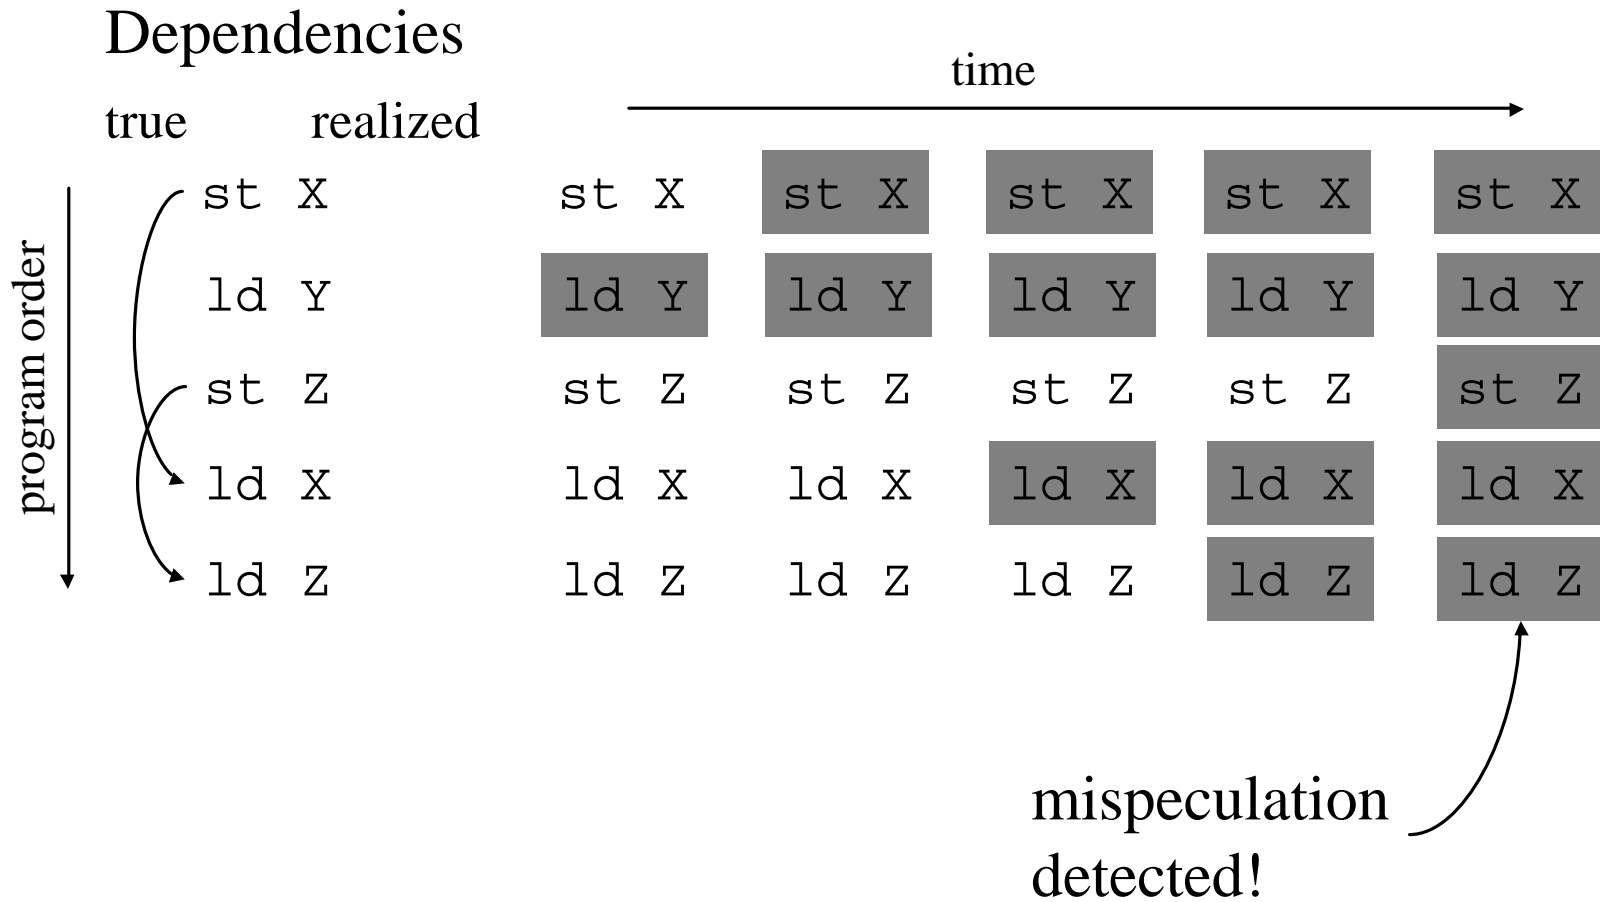 Dependencies
time
true realized
program order
st X st X st X st X st X st X
ld Y ld Y ld Y ld Y ld Y ld Y
st Z st Z st Z st Z st Z st Z
ld X ld X ld X ld X ld X ld X
ld Z ld Z ld Z ld Z ld Z ld Z
mispeculation
detected!